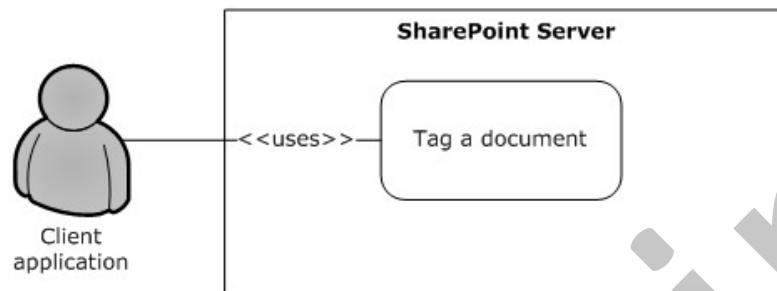 SharePoint Server
<<uses>>
Tag a document
Client
application